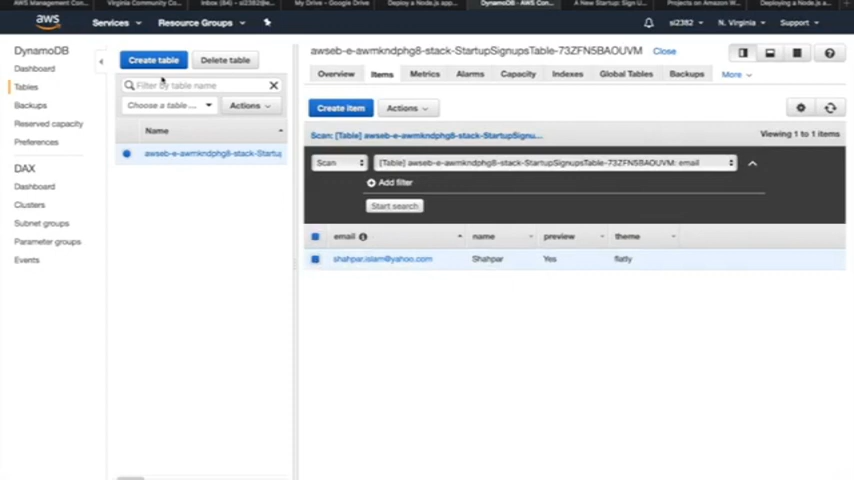 AWS Management Con...
Virginia Community Co...
Inbox (84) - si2382@e...
My Drive - Google Drive
Deploy a Node.js app...
DynamoDB · AWS Con...
A New Startup: Sign U...
Projects on Amazon W...
Deploying a Node.js a...
aws
Services
Resource Groups
si2382
N. Virginia
Support
DynamoDB
Dashboard
Tables
Backups
Reserved capacity
Preferences
DAX
Dashboard
Clusters
Subnet groups
Parameter groups
Events
Create table
Delete table
Filter by table name
Choose a table ...
Actions
Name
awseb-e-awmkndphg8-stack-Startup
awseb-e-awmkndphg8-stack-StartupSignupsTable-73ZFN5BAOUVM Close
Overview
Items
Metrics
Alarms
Capacity
Indexes
Global Tables
Backups
More
Create item
Actions
Scan: [Table] awseb-e-awmkndphg8-stack-StartupSignu...
Viewing 1 to 1 items
Scan
[Table] awseb-e-awmkndphg8-stack-StartupSignupsTable-73ZFN5BAOUVM: email
Add filter
Start search
email name preview theme
shahpar.islam@yahoo.com Shahpar Yes flatly